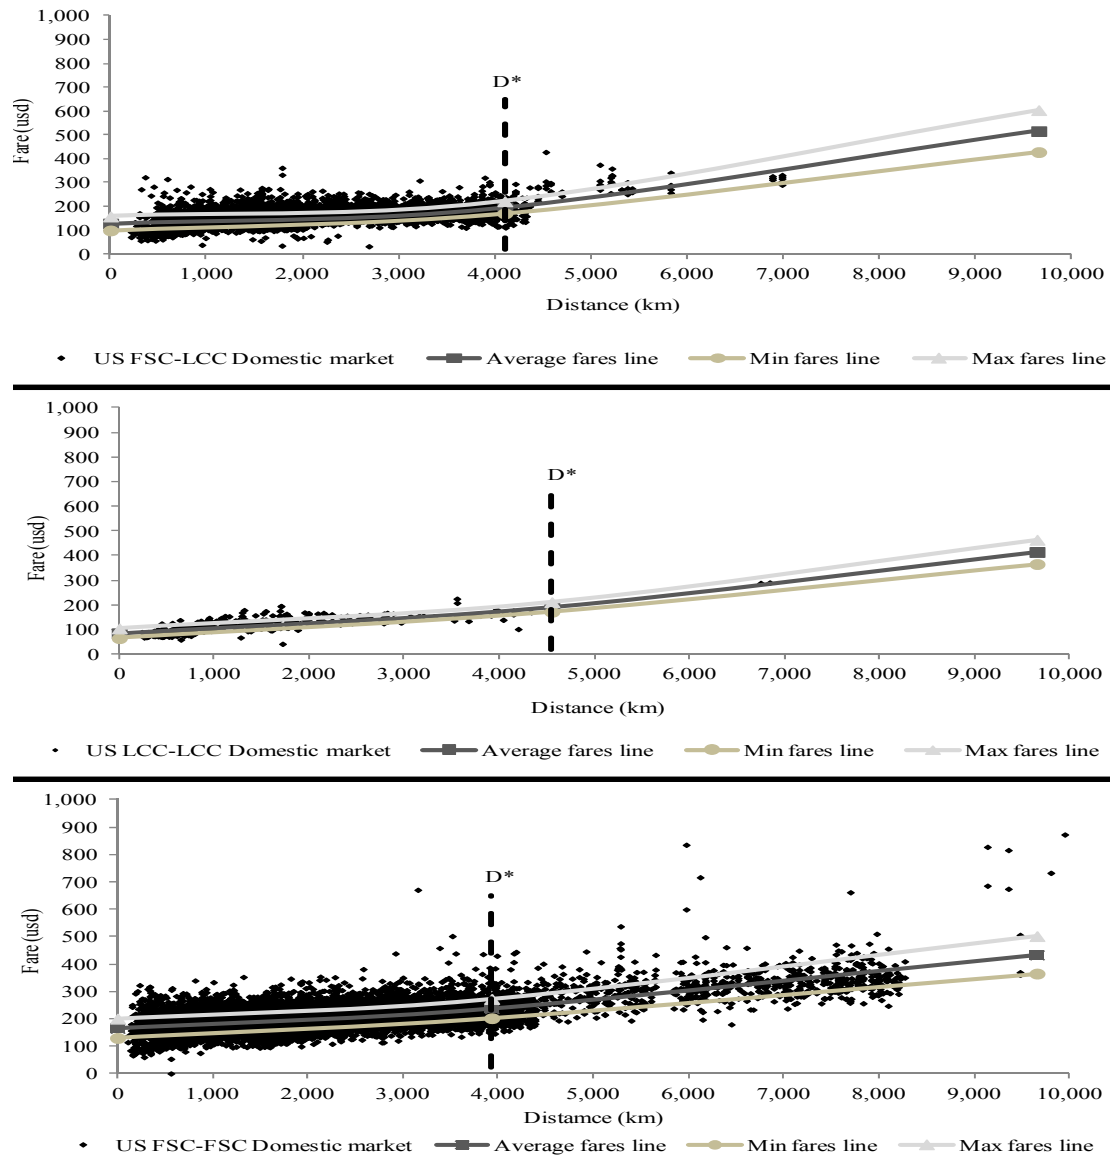 1,000
900
800
700
600
500
400
300
200
100
0
Fare (usd)
D*
0 1,000 2,000 3,000 4,000 5,000 6,000 7,000 8,000 9,000 10,000
Distance (km)
US FSC-LCC Domestic market Average fares line Min fares line Max fares line
1,000
900
800
700
600
500
400
300
200
100
0
Fare (usd)
D*
0 1,000 2,000 3,000 4,000 5,000 6,000 7,000 8,000 9,000 10,000
Distance (km)
US LCC-LCC Domestic market Average fares line Min fares line Max fares line
1,000
900
800
700
600
500
400
300
200
100
0
Fare (usd)
D*
0 1,000 2,000 3,000 4,000 5,000 6,000 7,000 8,000 9,000 10,000
Distamce (km)
US FSC-FSC Domestic market Average fares line Min fares line Max fares line